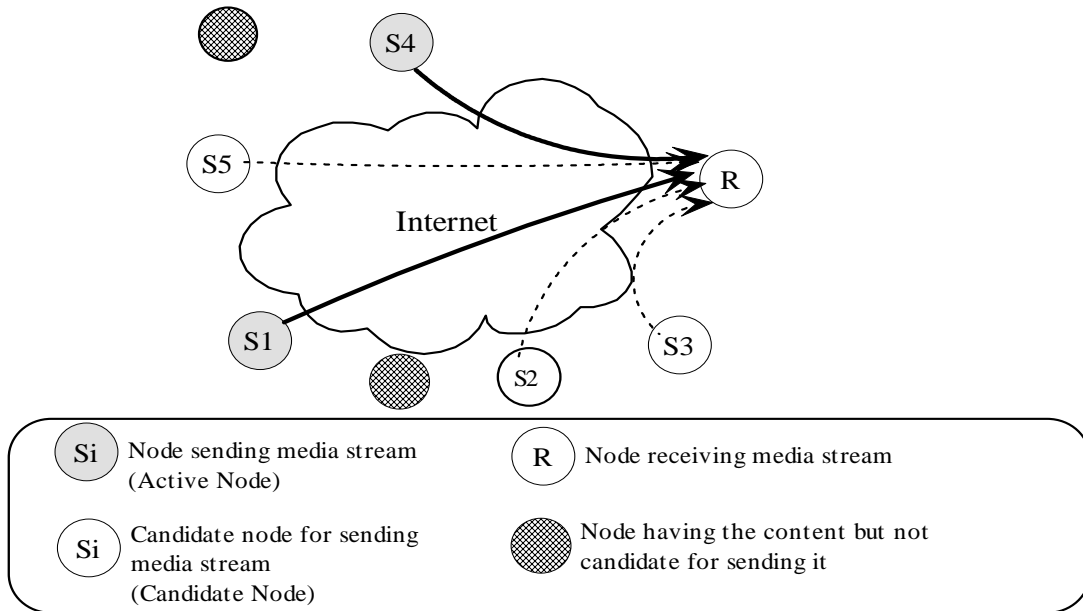 S4
S5
R
Internet
S1
S2
S3
Si
Node sending media stream
(Active Node)
R
Node receiving media stream
Si
Candidate node for sending
media stream
(Candidate Node)
Node having the content but not
candidate for sending it